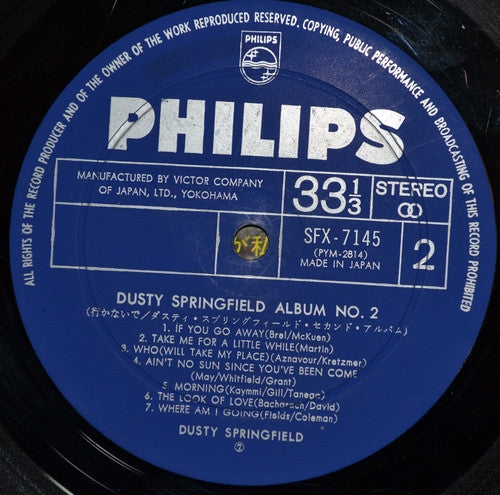 ALL RIGHTS OF THE RECORD PRODUCER AND OF THE OWNER OF THE WORK REPRODUCED RESERVED, COPYING, PUBLIC PERFORMANCE AND BROADCASTING OF THIS RECORD PROHIBITED
PHILIPS
PHILIPS
MANUFACTURED BY VICTOR COMPANY
OF JAPAN, LTD., YOKOHAMA
33 1/3
STEREO
SFX-7145
(PYM-2814)
MADE IN JAPAN
2
DUSTY SPRINGFIELD ALBUM NO. 2
(行かないで/ダスティ・スプリングフィールド・セカンド・アルバム)
1. IF YOU GO AWAY(Brel/McKuen)
2. TAKE ME FOR A LITTLE WHILE(Martin)
3. WHO(WILL TAKE MY PLACE)(Aznavour/Kretzmer)
4. AIN'T NO SUN SINCE YOU'VE BEEN COME
(May/Whitfield/Grant)
5 MORNING(Kaymmi/Gill/Tanega)
6. THE LOOK OF LOVE(Bacharach/David)
7. WHERE AM I GOING(Fields/Coleman)
DUSTY SPRINGFIELD
⑦